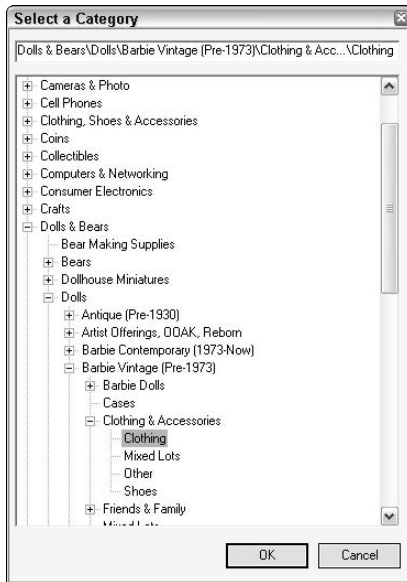 Select a Category
Dolls & Bears\Dolls\Barbie Vintage (Pre-1973)\Clothing & Acc...\Clothing
Cameras & Photo
Cell Phones
Clothing, Shoes & Accessories
Coins
Collectibles
Computers & Networking
Consumer Electronics
Crafts
Dolls & Bears
Bear Making Supplies
Bears
Dollhouse Miniatures
Dolls
Antique (Pre-1930)
Artist Offerings, OOAK, Reborn
Barbie Contemporary (1973-Now)
Barbie Vintage (Pre-1973)
Barbie Dolls
Cases
Clothing & Accessories
Clothing
Mixed Lots
Other
Shoes
Friends & Family
Mixed Lots
OK Cancel